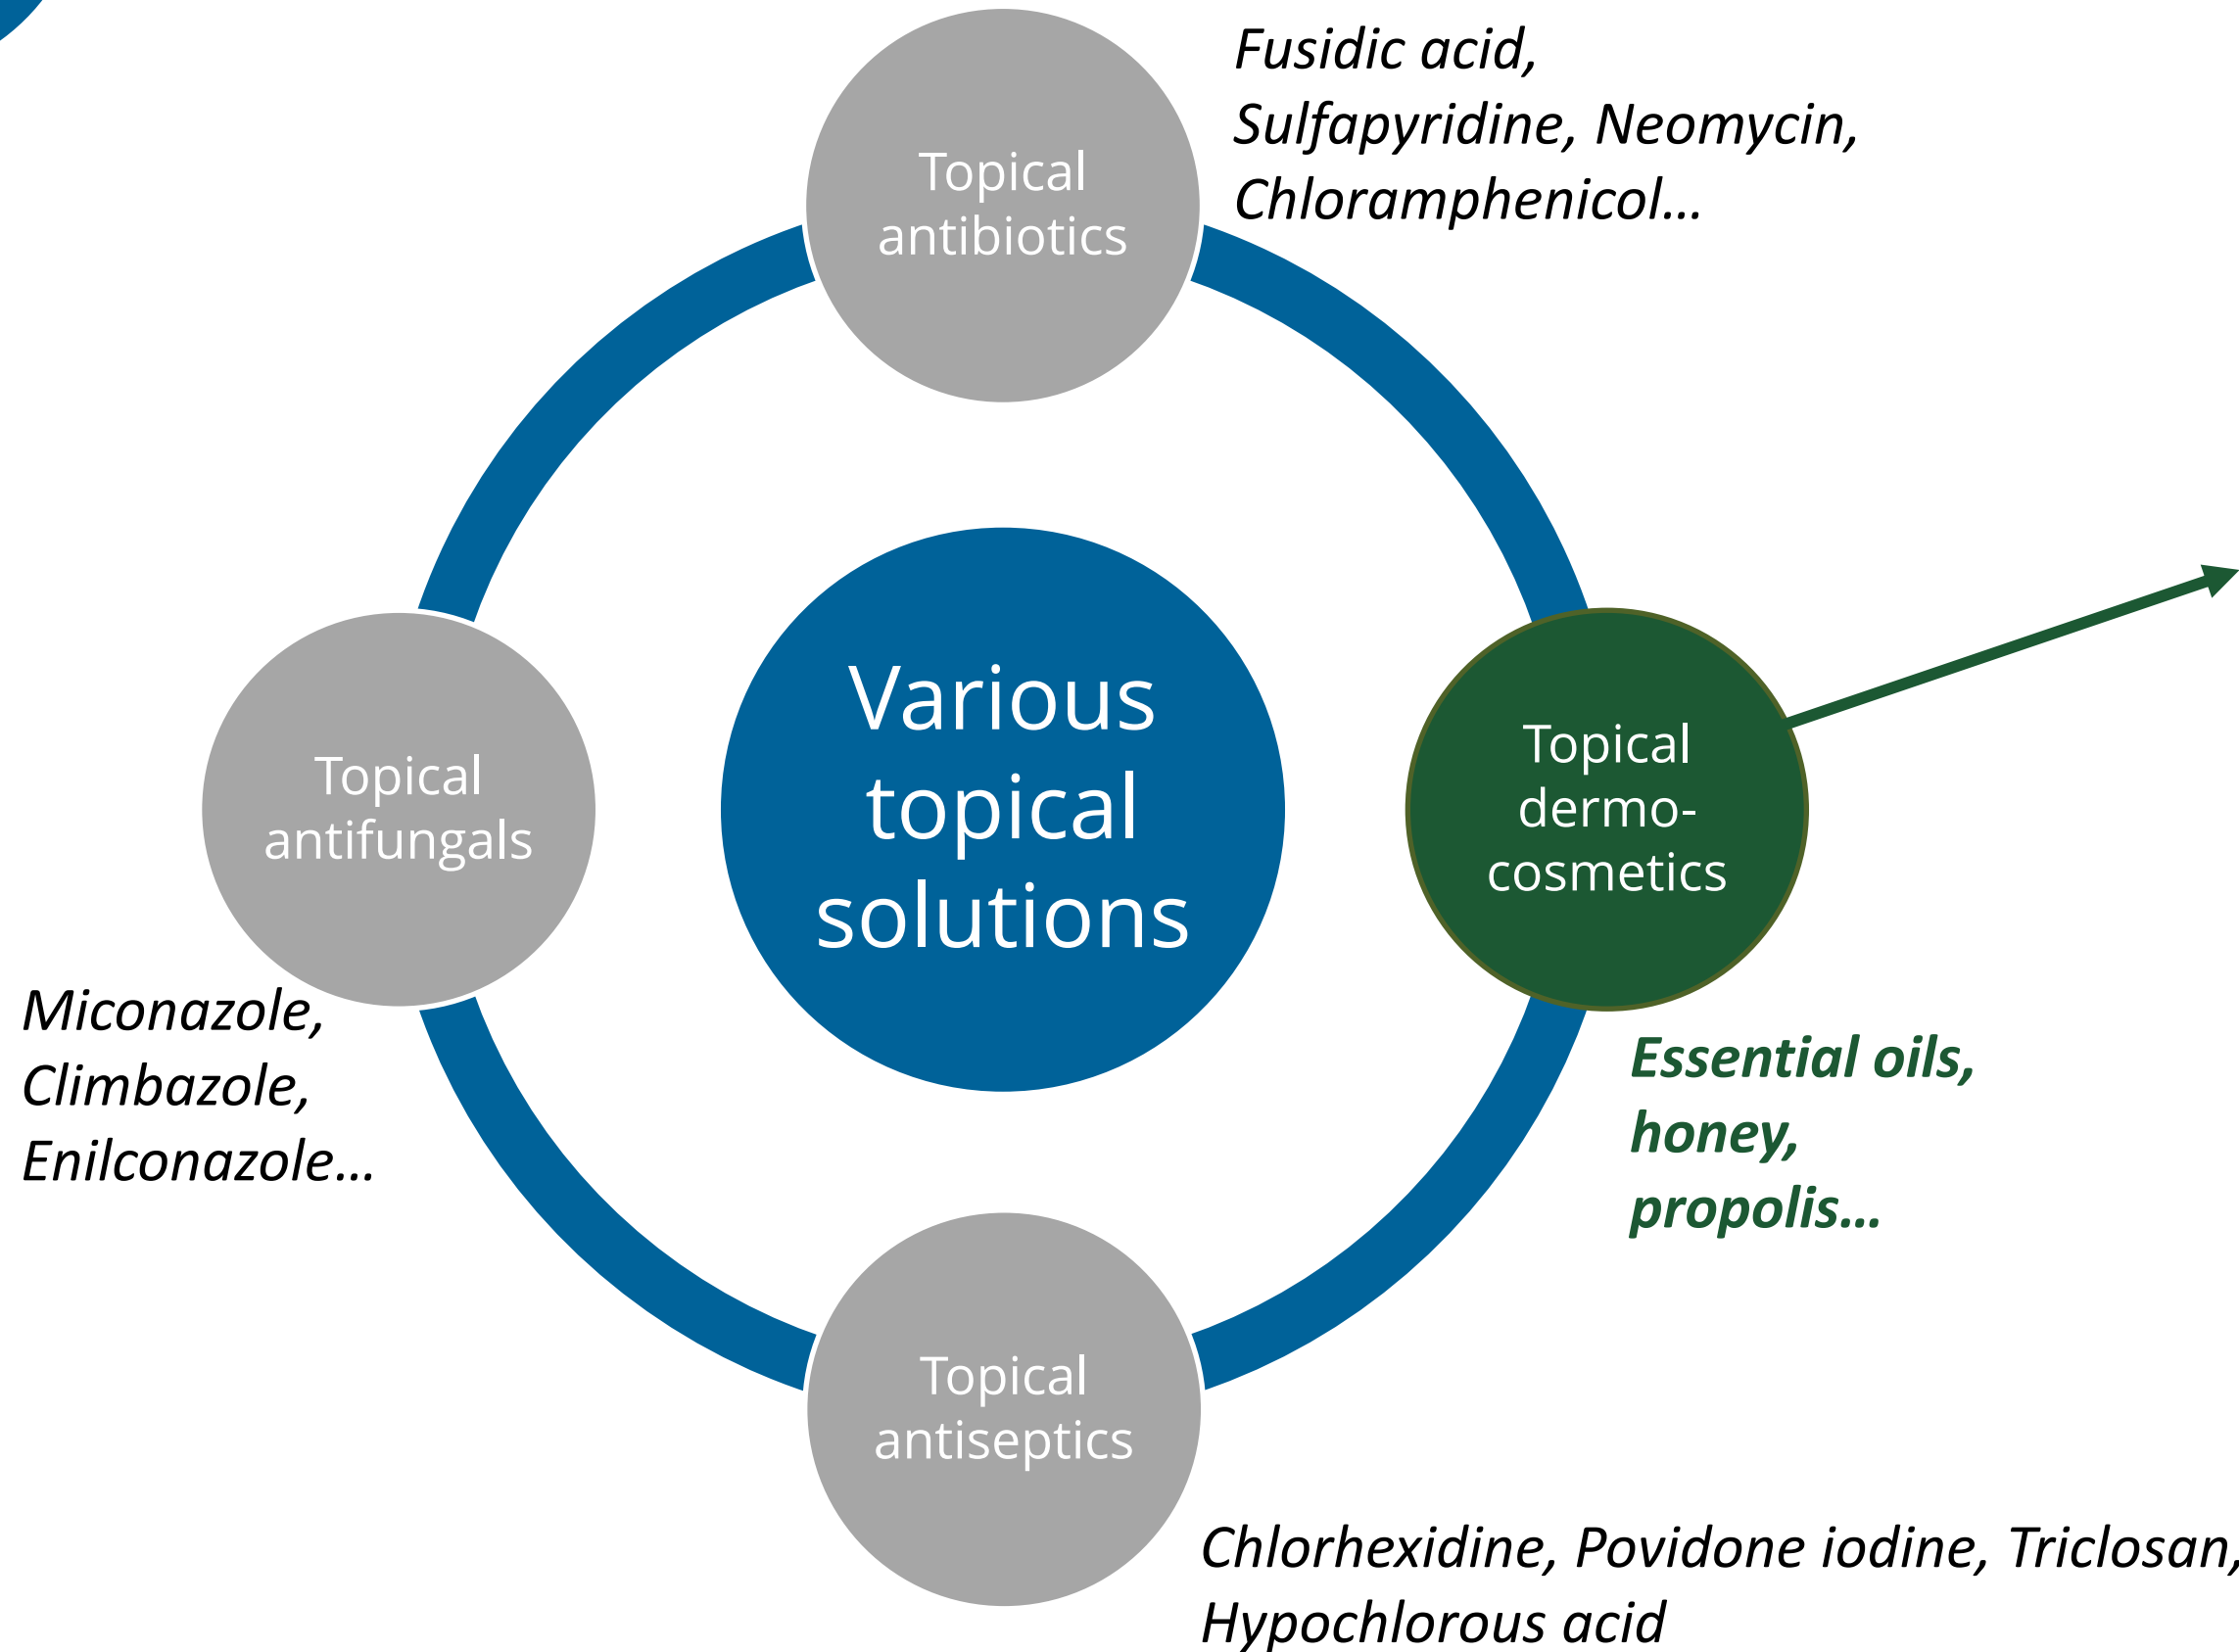 Fusidic acid,
Sulfapyridine, Neomycin,
Chloramphenicol...
Topical
antibiotics
Various
topical
solutions
Topical
antifungals
Topical
dermo-
cosmetics
Miconazole,
Climbazole,
Enilconazole...
Essential oils,
honey,
propolis...
Topical
antiseptics
Chlorhexidine, Povidone iodine, Triclosan,
Hypochlorous acid